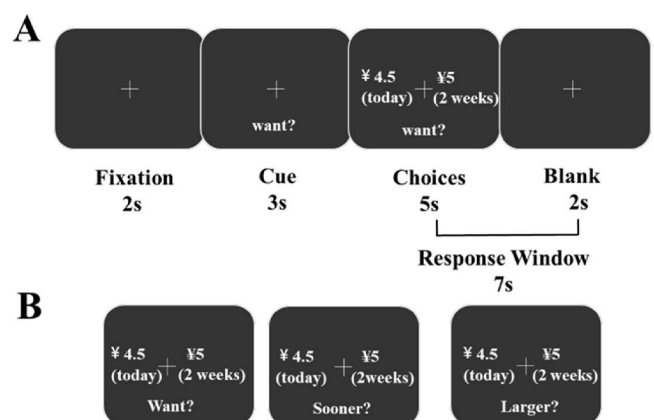 A
¥ 4.5 ¥5
(today) (2 weeks)
want? want?
Fixation Cue Choices Blank
2s 3s 5s 2s
Response Window
7s
B
¥ 4.5 ¥5 ¥ 4.5 ¥5 ¥ 4.5 ¥5
(today) (2 weeks) (today) (2weeks) (today) (2 weeks)
Want? Sooner? Larger?